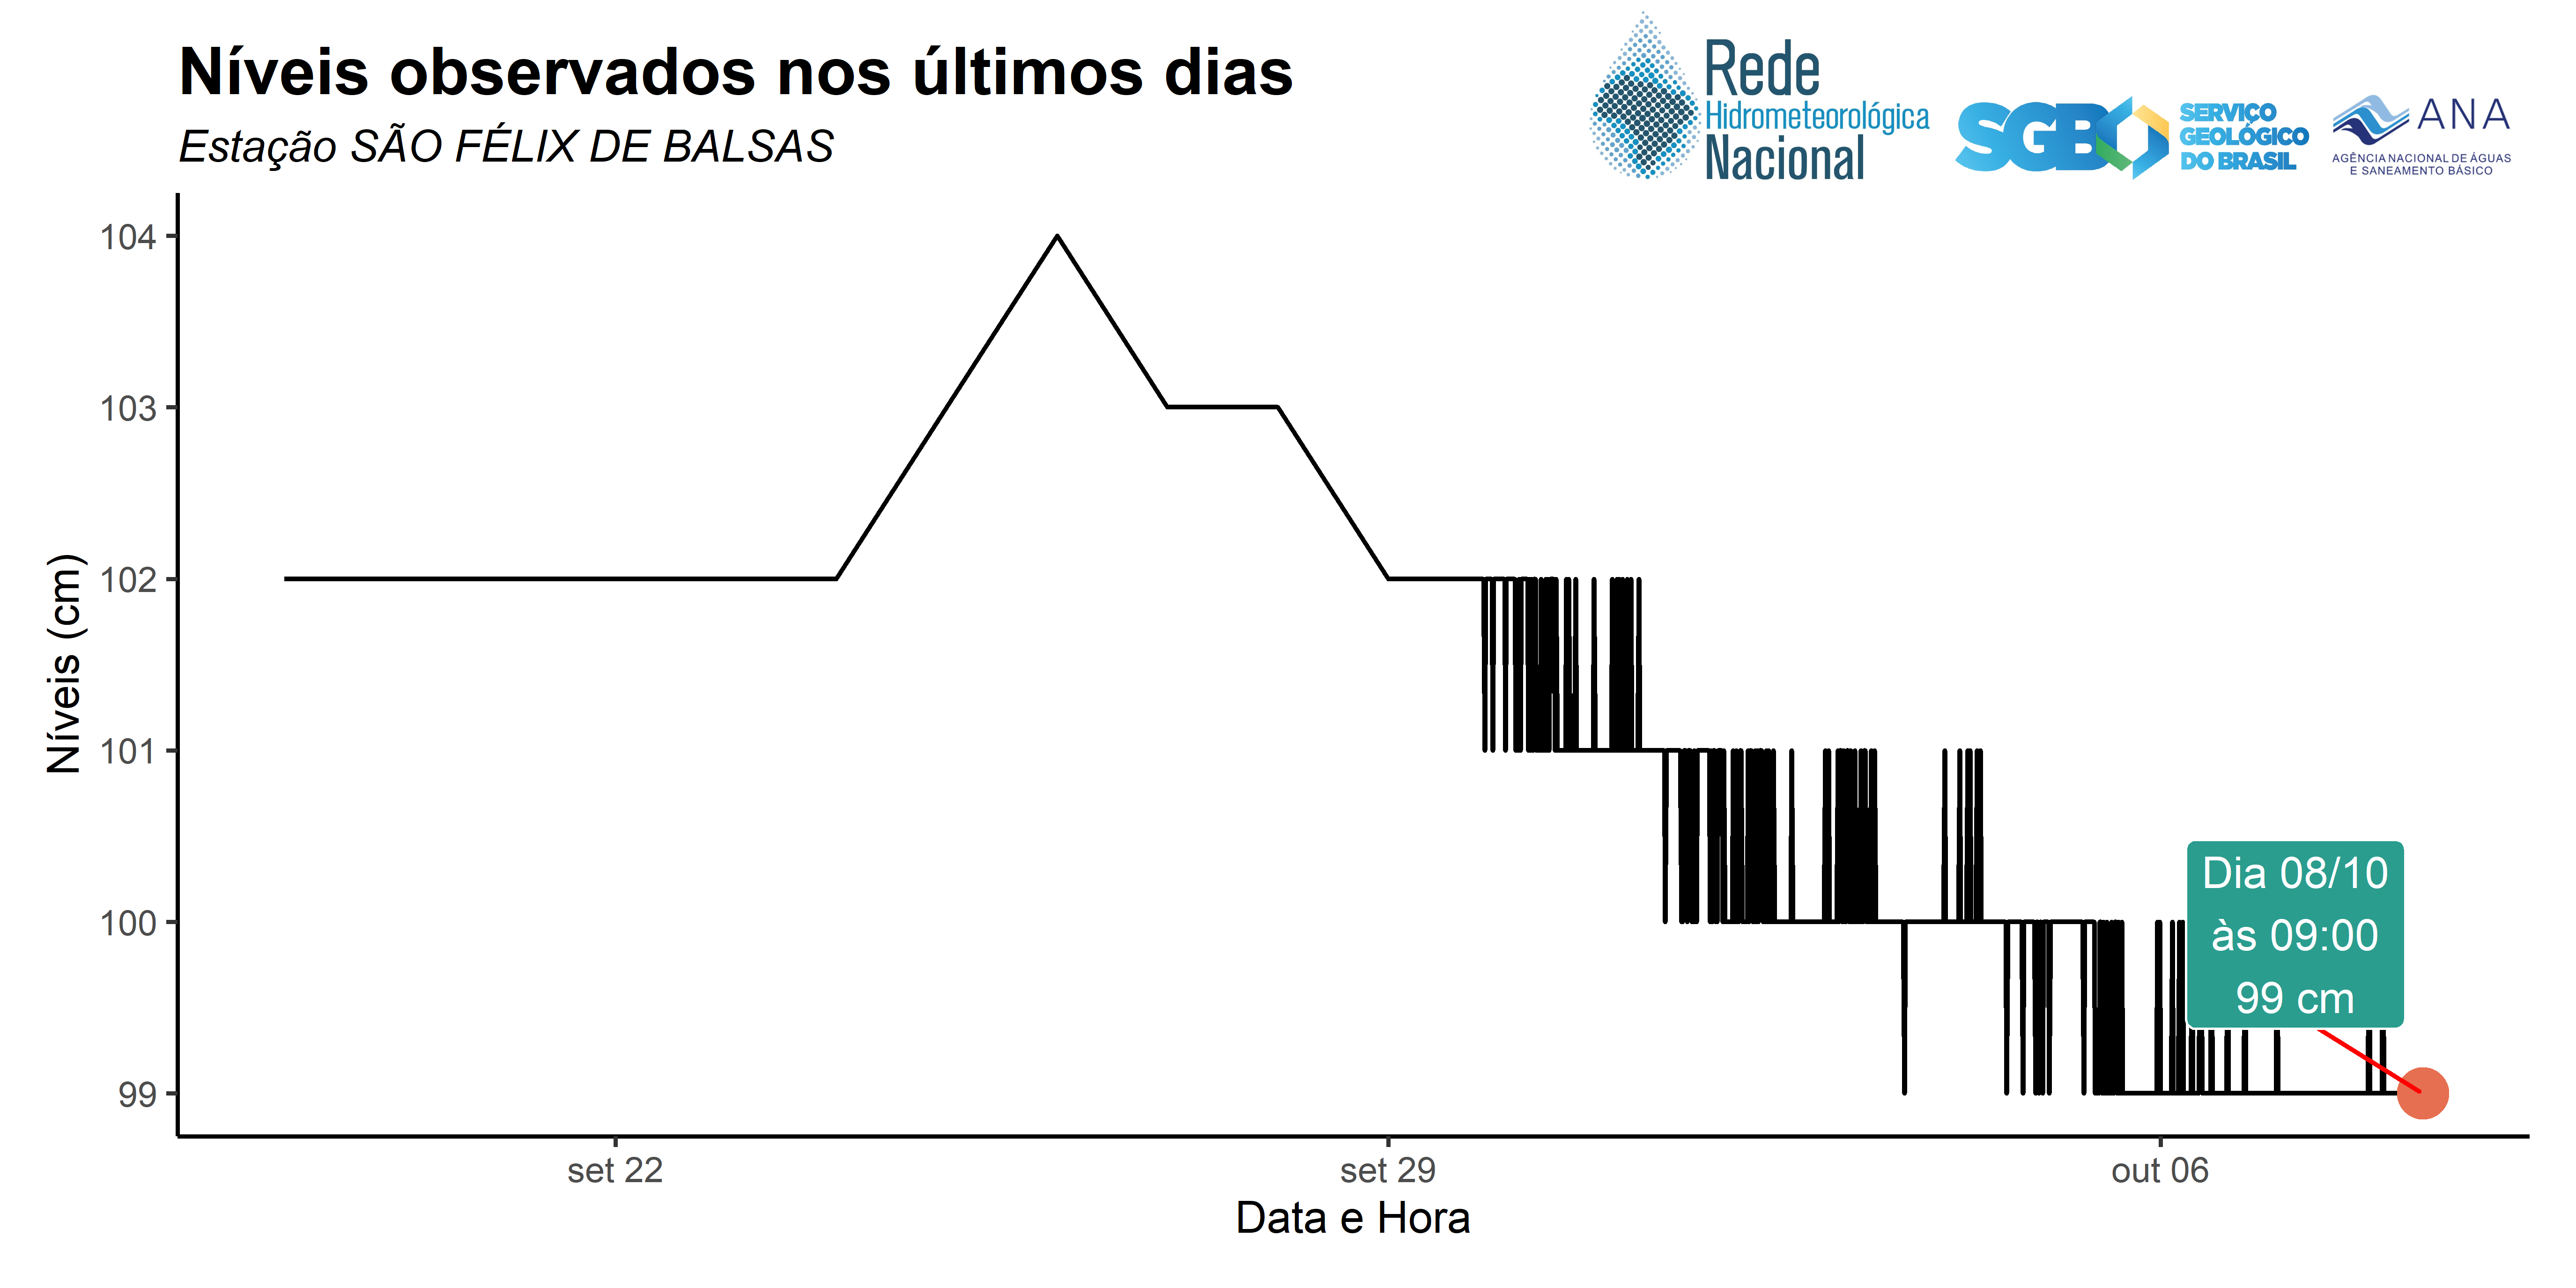 Níveis observados nos últimos dias
Estação SÃO FÉLIX DE BALSAS
Rede
Hidrometeorológica
Nacional
SGB
SERVIÇO
GEOLÓGICO
DO BRASIL
ANA
AGÊNCIA NACIONAL DE ÁGUAS
E SANEAMENTO BÁSICO
Níveis (cm)
104
103
102
101
100
99
Dia 08/10
às 09:00
99 cm
set 22
set 29
out 06
Data e Hora